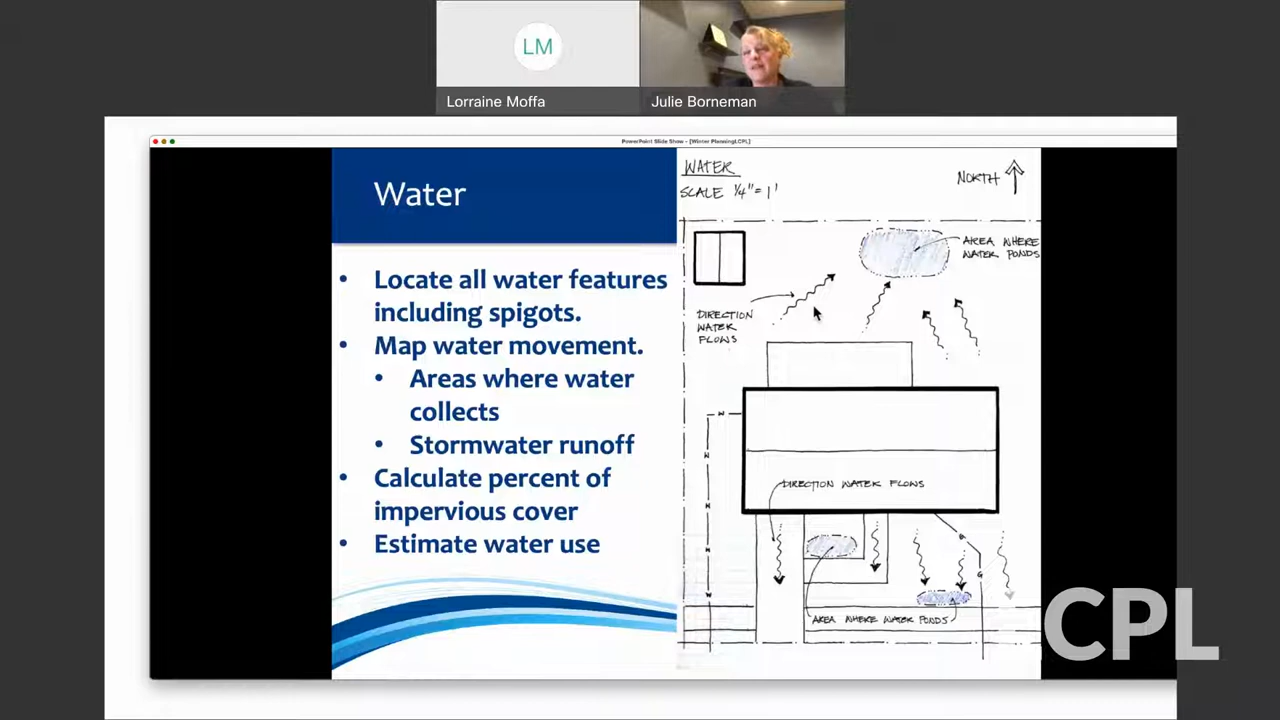 LM
Lorraine Moffa
Julie Borneman
PowerPoint Slide Show - [Winter PlanningLCPL]
Water
• Locate all water features
including spigots.
• Map water movement.
• Areas where water
collects
• Stormwater runoff
• Calculate percent of
impervious cover
• Estimate water use
WATER
SCALE ¼"=1'
NORTH
AREA WHERE
WATER PONDS
DIRECTION
WATER
FLOWS
W
W
W
W
DIRECTION WATER FLOWS
G
G
AREA WHERE WATER PONDS
CPL